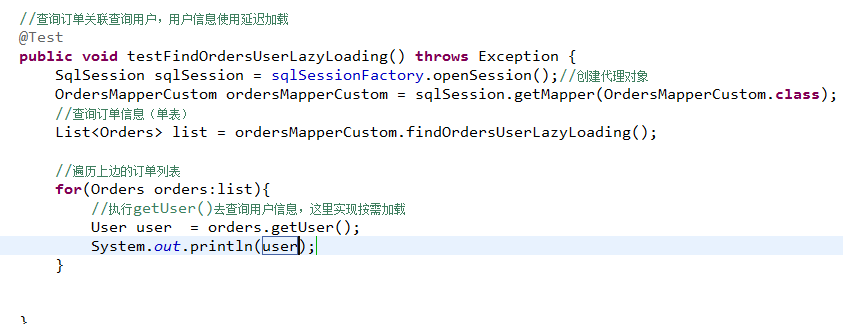 //查询订单关联查询用户，用户信息使用延迟加载
@Test
public void testFindOrdersUserLazyLoading() throws Exception {
SqlSession sqlSession = sqlSessionFactory.openSession();//创建代理对象
OrdersMapperCustom ordersMapperCustom = sqlSession.getMapper(OrdersMapperCustom.class);
//查询订单信息（单表）
List<Orders> list = ordersMapperCustom.findOrdersUserLazyLoading();
//遍历上边的订单列表
for(Orders orders:list){
//执行getUser()去查询用户信息，这里实现按需加载
User user  = orders.getUser();
System.out.println(user);
}
}